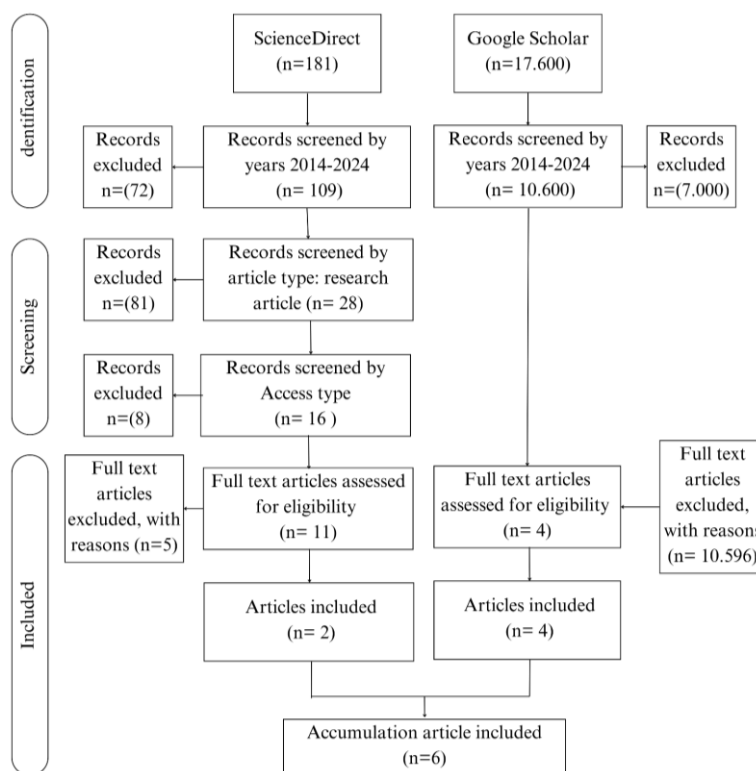 dentification
ScienceDirect
(n=181)
Google Scholar
(n=17.600)
Records
excluded
n=(72)
Records screened by
years 2014-2024
(n= 109)
Records screened by
years 2014-2024
(n= 10.600)
Records
excluded
n=(7.000)
Screening
Records
excluded
n=(81)
Records screened by
article type: research
article (n= 28)
Records
excluded
n=(8)
Records screened by
Access type
(n= 16 )
Included
Full text
articles
excluded, with
reasons (n=5)
Full text articles assessed
for eligibility
(n= 11)
Full text articles
assessed for eligibility
(n= 4)
Full text
articles
excluded,
with reasons
(n= 10.596)
Articles included
(n= 2)
Articles included
(n= 4)
Accumulation article included
(n=6)